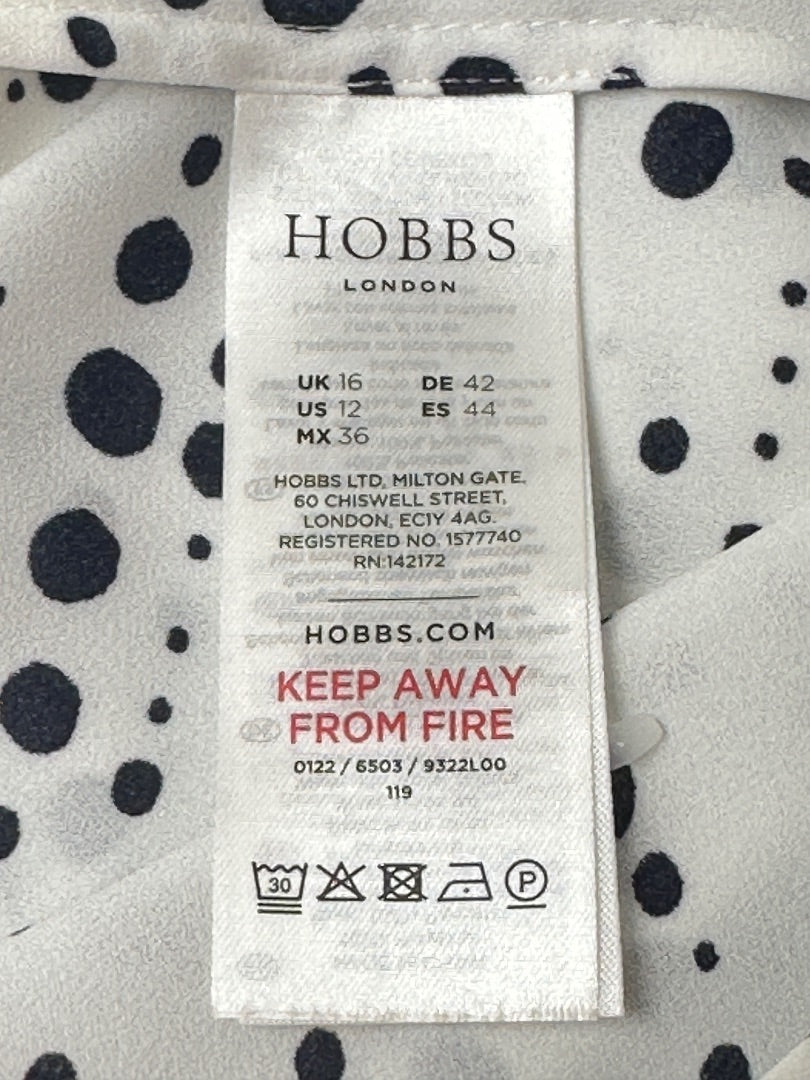 HOBBS
LONDON
UK 16 DE 42
US 12 ES 44
MX 36
HOBBS LTD, MILTON GATE,
60 CHISWELL STREET,
LONDON, EC1Y 4AG.
REGISTERED NO. 1577740
RN:142172
HOBBS.COM
KEEP AWAY
FROM FIRE
0122 / 6503 / 9322L00
119
30
P